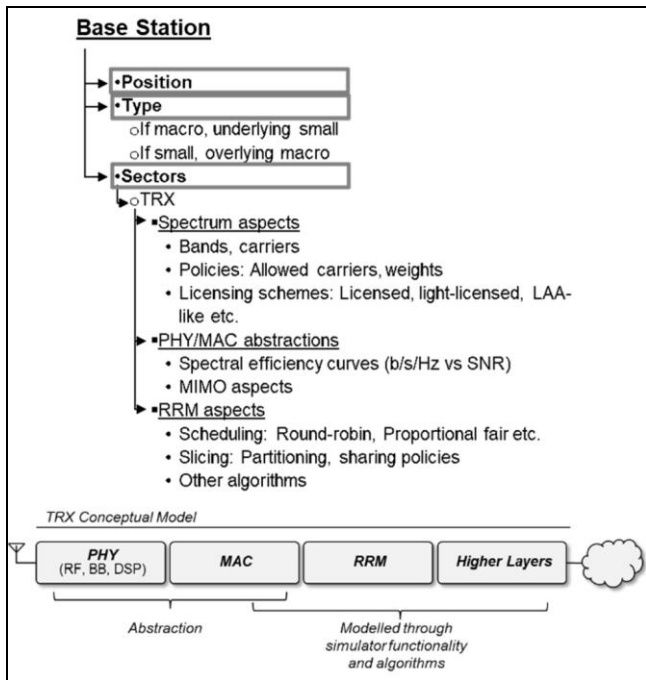 Base Station
•Position
•Type
oIf macro, underlying small
oIf small, overlying macro
•Sectors
oTRX
▪Spectrum aspects
• Bands, carriers
• Policies: Allowed carriers, weights
• Licensing schemes: Licensed, light-licensed, LAA-
like etc.
▪PHY/MAC abstractions
• Spectral efficiency curves (b/s/Hz vs SNR)
• MIMO aspects
▪RRM aspects
• Scheduling: Round-robin, Proportional fair etc.
• Slicing: Partitioning, sharing policies
• Other algorithms
TRX Conceptual Model
PHY
(RF, BB, DSP)
MAC
RRM
Higher Layers
Abstraction
Modelled through
simulator functionality
and algorithms